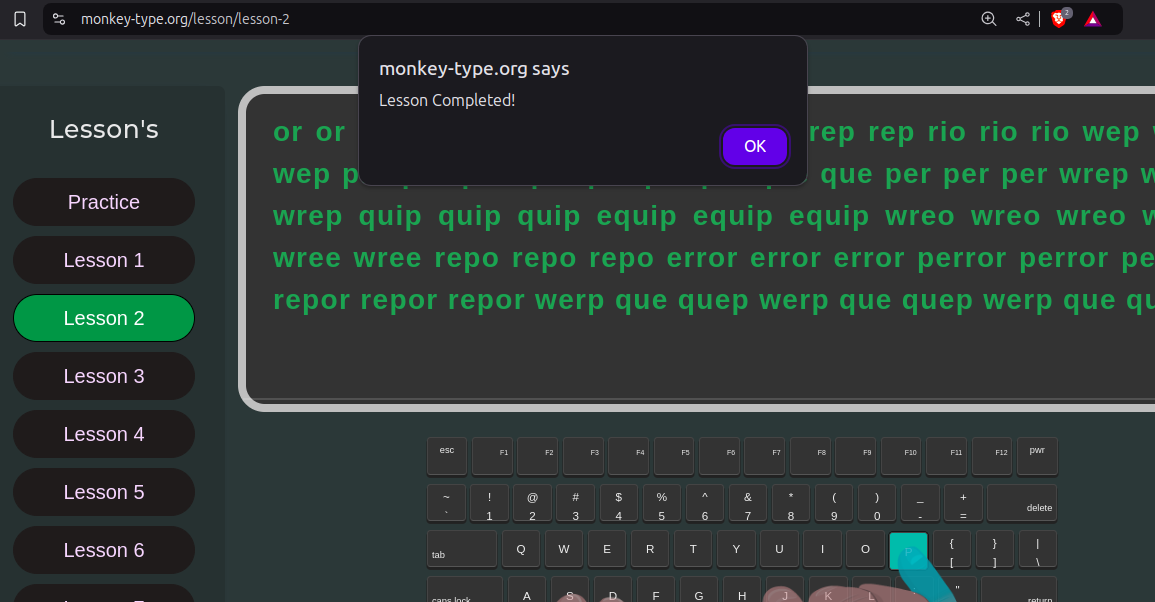 monkey-type.org/lesson/lesson-2
2
monkey-type.org says
Lesson Completed!
OK
Lesson's
Practice
Lesson 1
Lesson 2
Lesson 3
Lesson 4
Lesson 5
Lesson 6
or or rep rep rio rio rio wep
wep que per per per wrep
wrep quip quip quip equip equip equip wreo wreo wreo
wree wree repo repo repo error error error perror perror
repor repor repor werp que quep werp que quep werp que
esc F1 F2 F3 F4 F5 F6 F7 F8 F9 F10 F11 F12 pwr
~ ! @ # $ % ^ & * ( ) _ +
` 1 2 3 4 5 6 7 8 9 0 - = delete
tab Q W E R T Y U I O P { } |
[ ] \
caps lock A S D F G H J K L " return